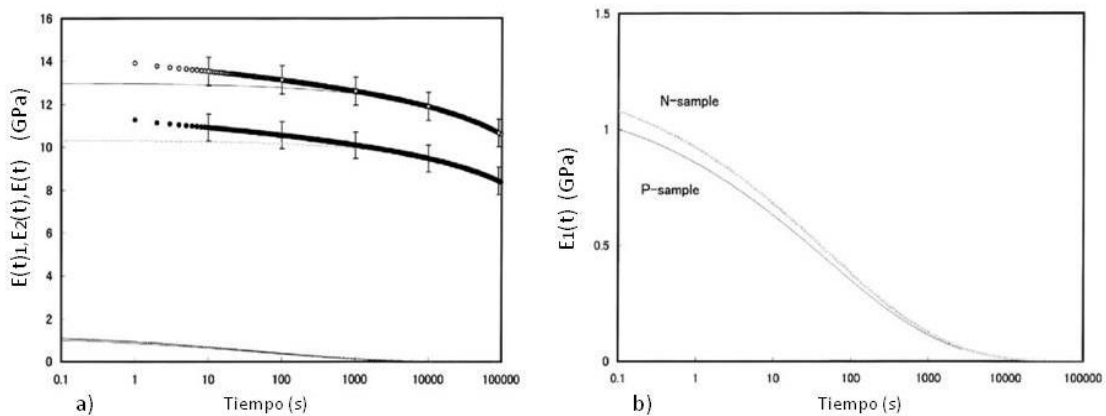 16
14
12
10
8
6
4
2
0
E(t)₁,E₂(t),E(t) (GPa)
0.1 1 10 100 1000 10000 100000
a) Tiempo (s)
1.5
1
0.5
0
E₁(t) (GPa)
N-sample
P-sample
0.1 1 10 100 1000 10000 100000
b) Tiempo (s)